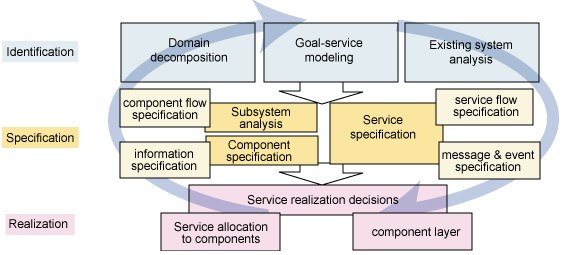 Identification
Domain
decomposition
Goal-service
modeling
Existing system
analysis
Specification
component flow
specification
Subsystem
analysis
Service
specification
service flow
specification
information
specification
Component
specification
message & event
specification
Realization
Service realization decisions
Service allocation
to components
component layer